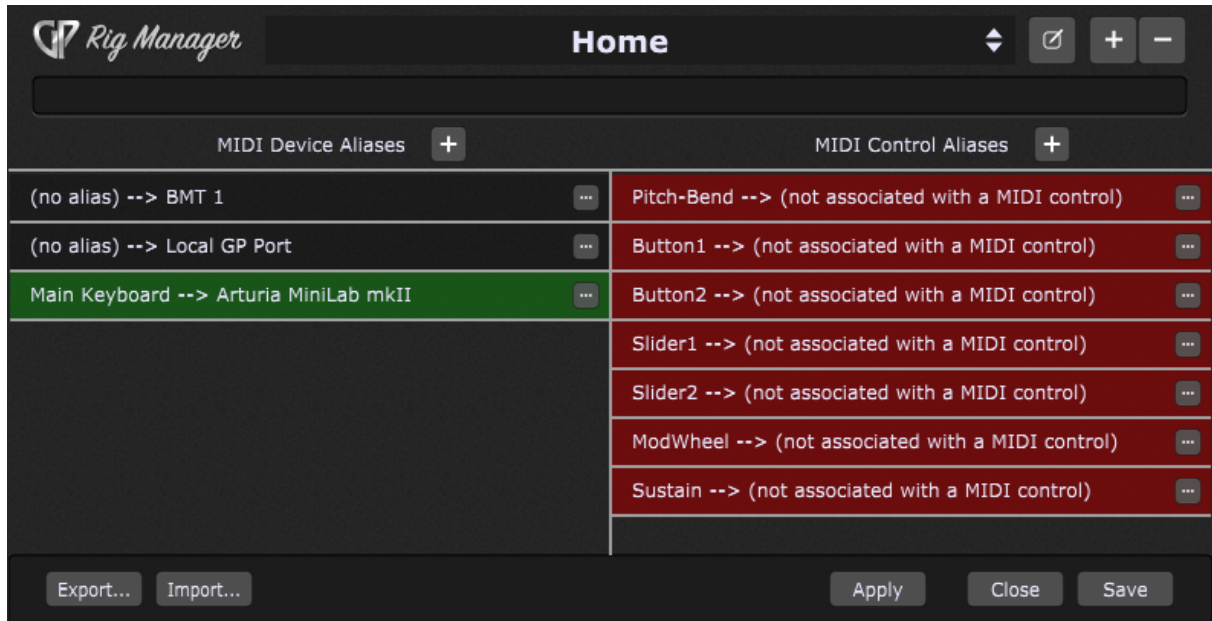 GP Rig Manager
Home
+ −
MIDI Device Aliases +
MIDI Control Aliases +
(no alias) --> BMT 1 ...
Pitch-Bend --> (not associated with a MIDI control) ...
(no alias) --> Local GP Port ...
Button1 --> (not associated with a MIDI control) ...
Main Keyboard --> Arturia MiniLab mkII ...
Button2 --> (not associated with a MIDI control) ...
Slider1 --> (not associated with a MIDI control) ...
Slider2 --> (not associated with a MIDI control) ...
ModWheel --> (not associated with a MIDI control) ...
Sustain --> (not associated with a MIDI control) ...
Export... Import... Apply Close Save